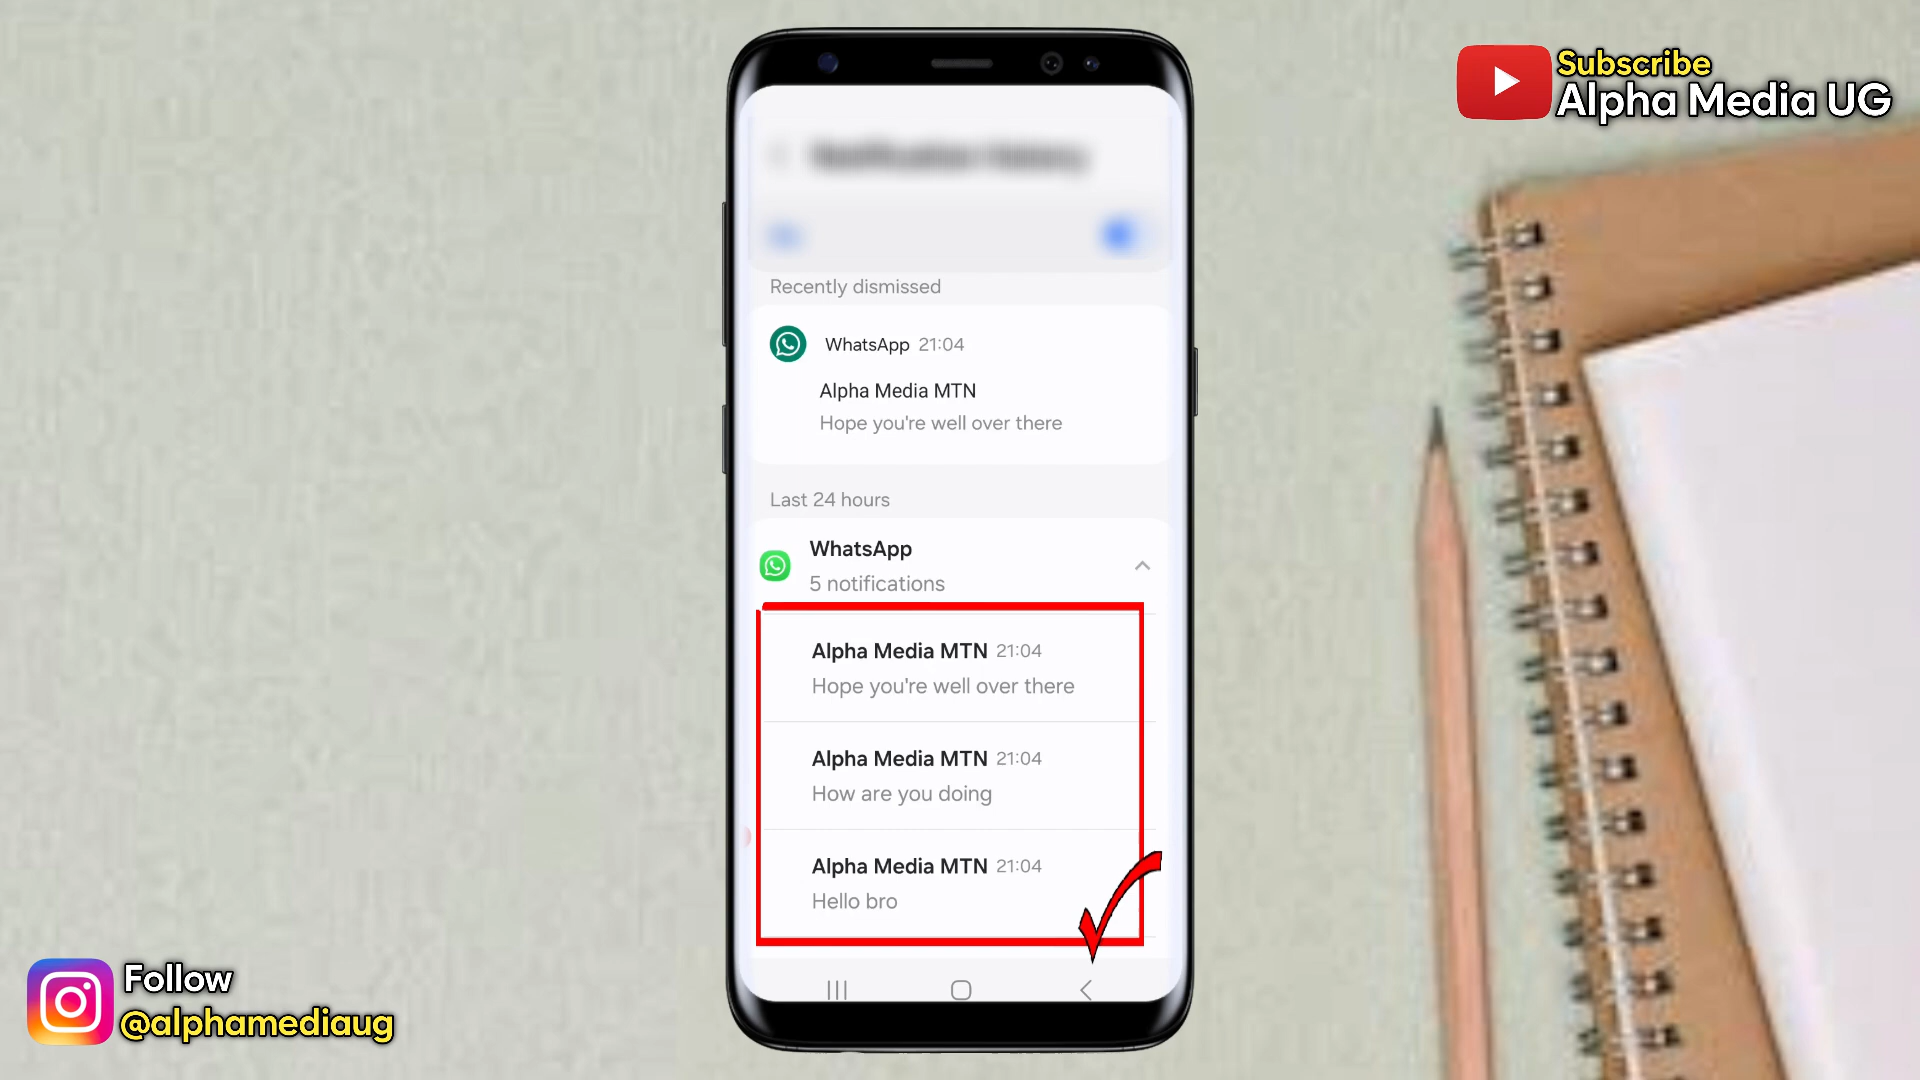 Subscribe
Alpha Media UG
Notification history
Recently dismissed
WhatsApp 21:04
Alpha Media MTN
Hope you're well over there
Last 24 hours
WhatsApp
5 notifications
Alpha Media MTN 21:04
Hope you're well over there
Alpha Media MTN 21:04
How are you doing
Alpha Media MTN 21:04
Hello bro
Follow
@alphamediaug